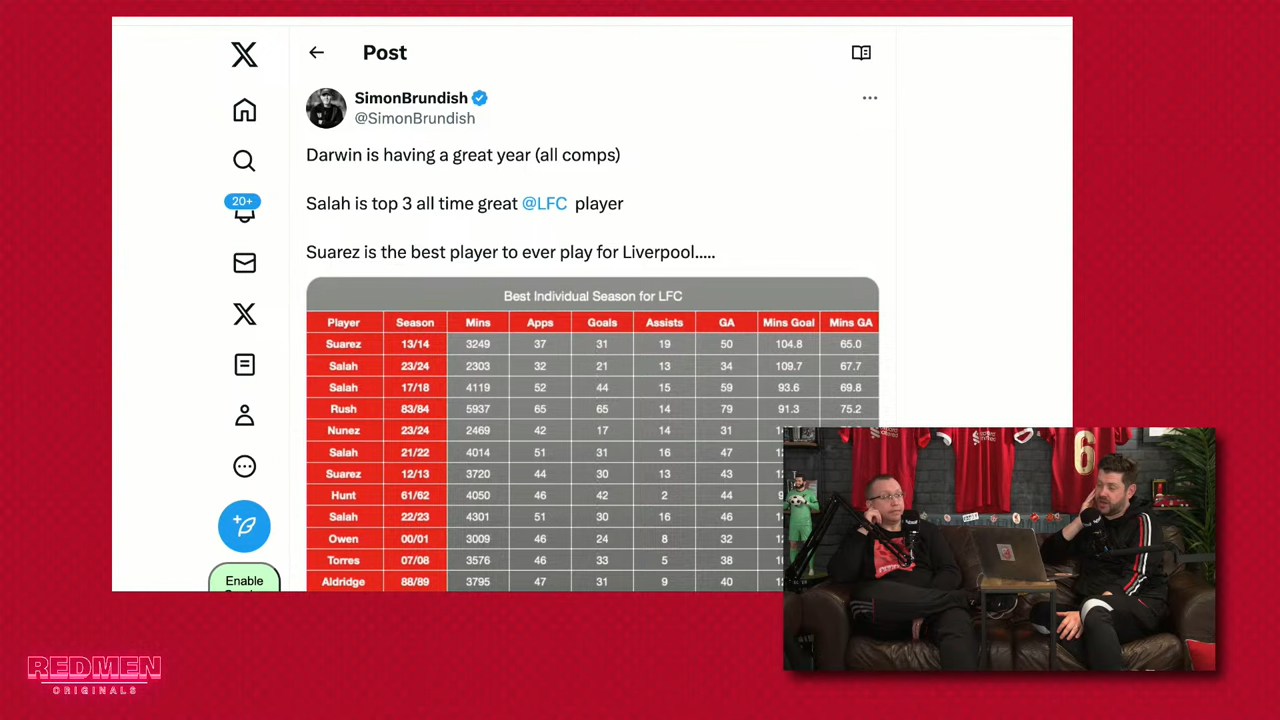 Post
SimonBrundish
@SimonBrundish
Darwin is having a great year (all comps)
Salah is top 3 all time great @LFC player
Suarez is the best player to ever play for Liverpool.....
20+
Best Individual Season for LFC
Player Season Mins Apps Goals Assists GA Mins Goal Mins GA
Suarez 13/14 3249 37 31 19 50 104.8 65.0
Salah 23/24 2303 32 21 13 34 109.7 67.7
Salah 17/18 4119 52 44 15 59 93.6 69.8
Rush 83/84 5937 65 65 14 79 91.3 75.2
Nunez 23/24 2469 42 17 14 31
Salah 21/22 4014 51 31 16 47
Suarez 12/13 3720 44 30 13 43
Hunt 61/62 4050 46 42 2 44
Salah 22/23 4301 51 30 16 46
Owen 00/01 3009 46 24 8 32
Torres 07/08 3576 46 33 5 38
Aldridge 88/89 3795 47 31 9 40
Enable
6
REDMEN
ORIGINALS